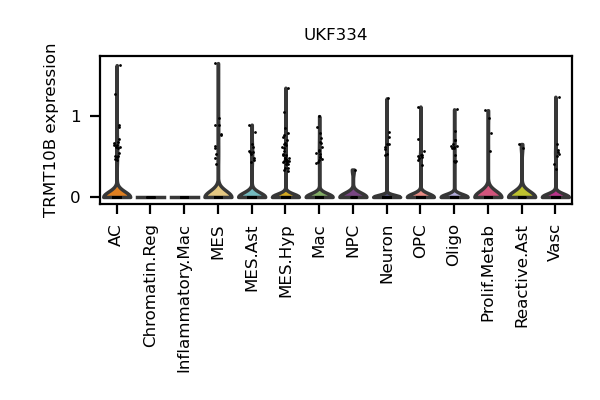 UKF334
TRMT10B expression
1
0
AC
Chromatin.Reg
Inflammatory.Mac
MES
MES.Ast
MES.Hyp
Mac
NPC
Neuron
OPC
Oligo
Prolif.Metab
Reactive.Ast
Vasc